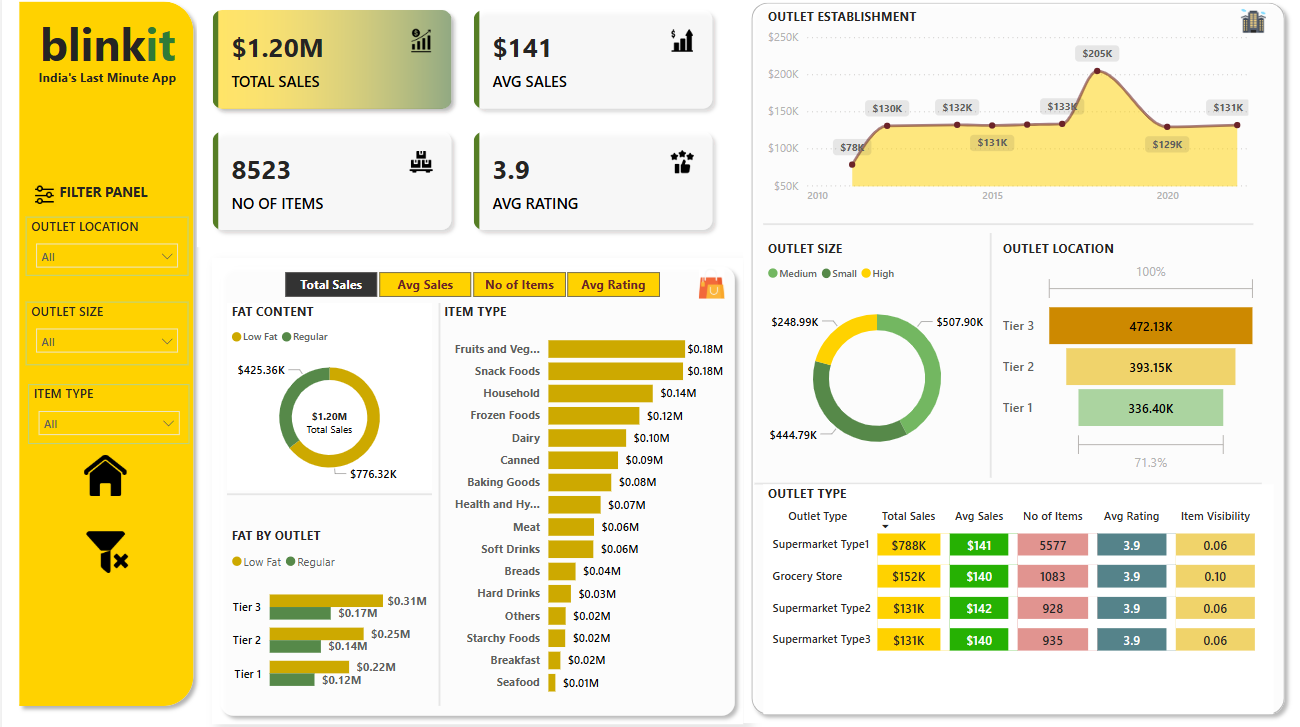 blinkit
India's Last Minute App
FILTER PANEL
OUTLET LOCATION
All
OUTLET SIZE
All
ITEM TYPE
All
$1.20M
TOTAL SALES
$141
AVG SALES
8523
NO OF ITEMS
3.9
AVG RATING
Total Sales
Avg Sales
No of Items
Avg Rating
FAT CONTENT
Low Fat Regular
$425.36K
$1.20M
Total Sales
$776.32K
FAT BY OUTLET
Low Fat Regular
Tier 3 $0.31M
$0.17M
Tier 2 $0.25M
$0.14M
Tier 1 $0.22M
$0.12M
ITEM TYPE
Fruits and Veg... $0.18M
Snack Foods $0.18M
Household $0.14M
Frozen Foods $0.12M
Dairy $0.10M
Canned $0.09M
Baking Goods $0.08M
Health and Hy... $0.07M
Meat $0.06M
Soft Drinks $0.06M
Breads $0.04M
Hard Drinks $0.03M
Others $0.02M
Starchy Foods $0.02M
Breakfast $0.02M
Seafood $0.01M
OUTLET ESTABLISHMENT
$250K
$200K
$150K
$100K
$50K
$78K
$130K
$132K
$131K
$133K
$205K
$129K
$131K
2010 2015 2020
OUTLET SIZE
Medium Small High
$248.99K
$507.90K
$444.79K
OUTLET LOCATION
100%
Tier 3 472.13K
Tier 2 393.15K
Tier 1 336.40K
71.3%
OUTLET TYPE
Outlet Type Total Sales Avg Sales No of Items Avg Rating Item Visibility
Supermarket Type1 $788K $141 5577 3.9 0.06
Grocery Store $152K $140 1083 3.9 0.10
Supermarket Type2 $131K $142 928 3.9 0.06
Supermarket Type3 $131K $140 935 3.9 0.06